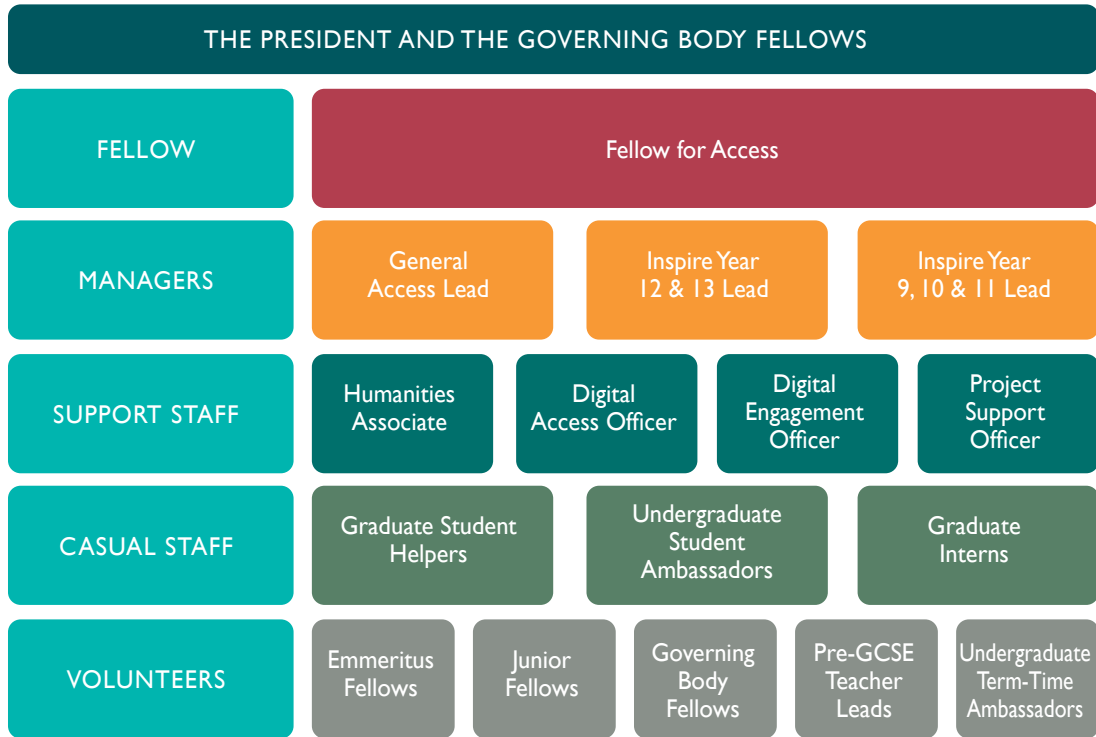 THE PRESIDENT AND THE GOVERNING BODY FELLOWS
FELLOW
Fellow for Access
MANAGERS
General
Access Lead
Inspire Year
12 & 13 Lead
Inspire Year
9, 10 & 11 Lead
SUPPORT STAFF
Humanities
Associate
Digital
Access Officer
Digital
Engagement
Officer
Project
Support
Officer
CASUAL STAFF
Graduate Student
Helpers
Undergraduate
Student
Ambassadors
Graduate
Interns
VOLUNTEERS
Emmeritus
Fellows
Junior
Fellows
Governing
Body
Fellows
Pre-GCSE
Teacher
Leads
Undergraduate
Term-Time
Ambassadors